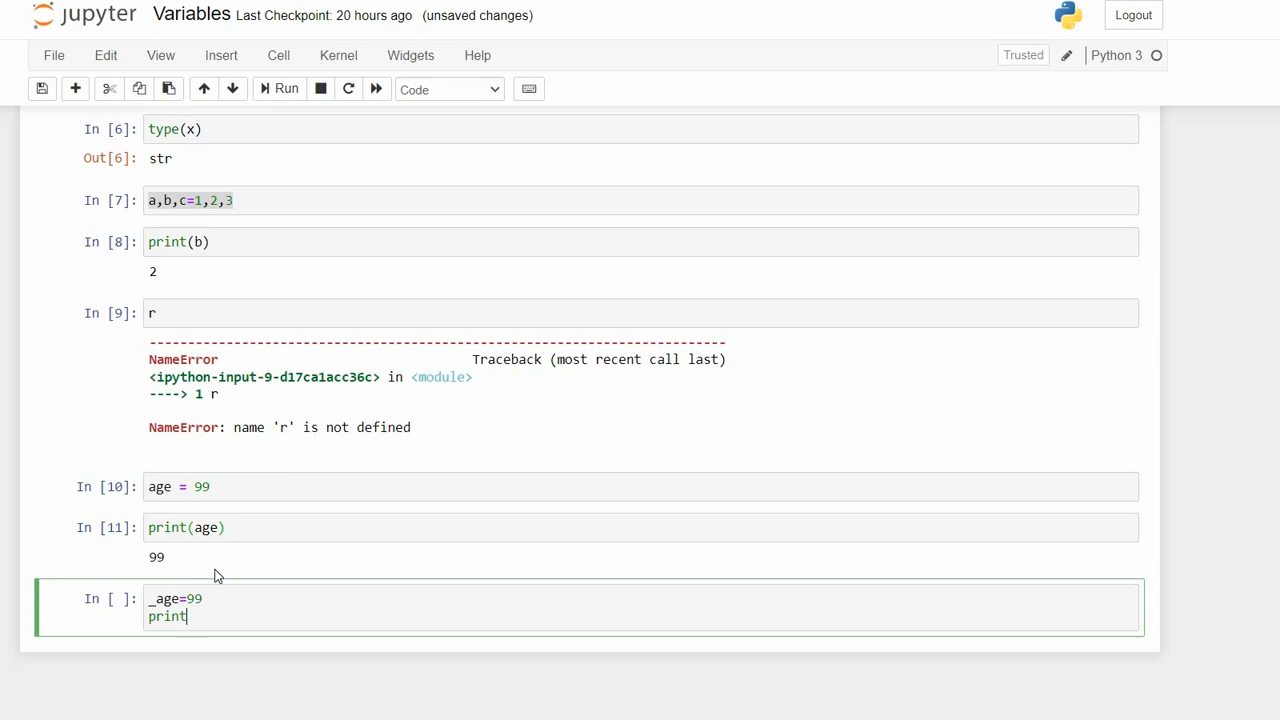 jupyter Variables Last Checkpoint: 20 hours ago (unsaved changes) Logout
File Edit View Insert Cell Kernel Widgets Help Trusted Python 3
Run Code
In [6]: type(x)
Out[6]: str
In [7]: a,b,c=1,2,3
In [8]: print(b)
2
In [9]: r
---------------------------------------------------------------------------
NameError Traceback (most recent call last)
<ipython-input-9-d17ca1acc36c> in <module>
----> 1 r
NameError: name 'r' is not defined
In [10]: age = 99
In [11]: print(age)
99
In [ ]: _age=99
print